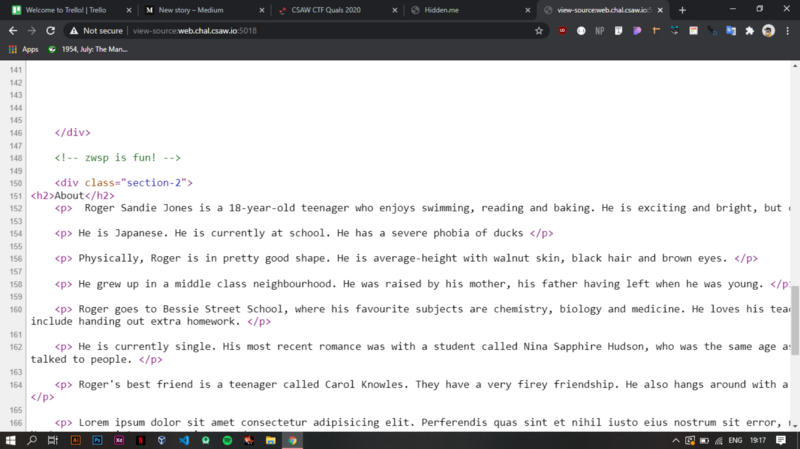 Welcome to Trello! | Trello
New story – Medium
CSAW CTF Quals 2020
Hidden.me
view-source:web.chal.csaw.io:5
Not secure | view-source:web.chal.csaw.io:5018
Apps
1954, July: The Man...
141
142
143
144
145
146 </div>
147
148 <!-- zwsp is fun! -->
149
150 <div class="section-2">
151 <h2>About</h2>
152 <p>  Roger Sandie Jones is a 18-year-old teenager who enjoys swimming, reading and baking. He is exciting and bright, but
153
154 <p> He is Japanese. He is currently at school. He has a severe phobia of ducks </p>
155
156 <p> Physically, Roger is in pretty good shape. He is average-height with walnut skin, black hair and brown eyes. </p>
157
158 <p> He grew up in a middle class neighbourhood. He was raised by his mother, his father having left when he was young. </p
159
160 <p> Roger goes to Bessie Street School, where his favourite subjects are chemistry, biology and medicine. He loves his tea
include handing out extra homework. </p>
161
162 <p> He is currently single. His most recent romance was with a student called Nina Sapphire Hudson, who was the same age as
talked to people. </p>
163
164 <p> Roger's best friend is a teenager called Carol Knowles. They have a very firey friendship. He also hangs around with a
</p>
165
166 <p> Lorem ipsum dolor sit amet consectetur adipisicing elit. Perferendis quas sint et nihil iusto eius nostrum sit error,
ENG 19:17